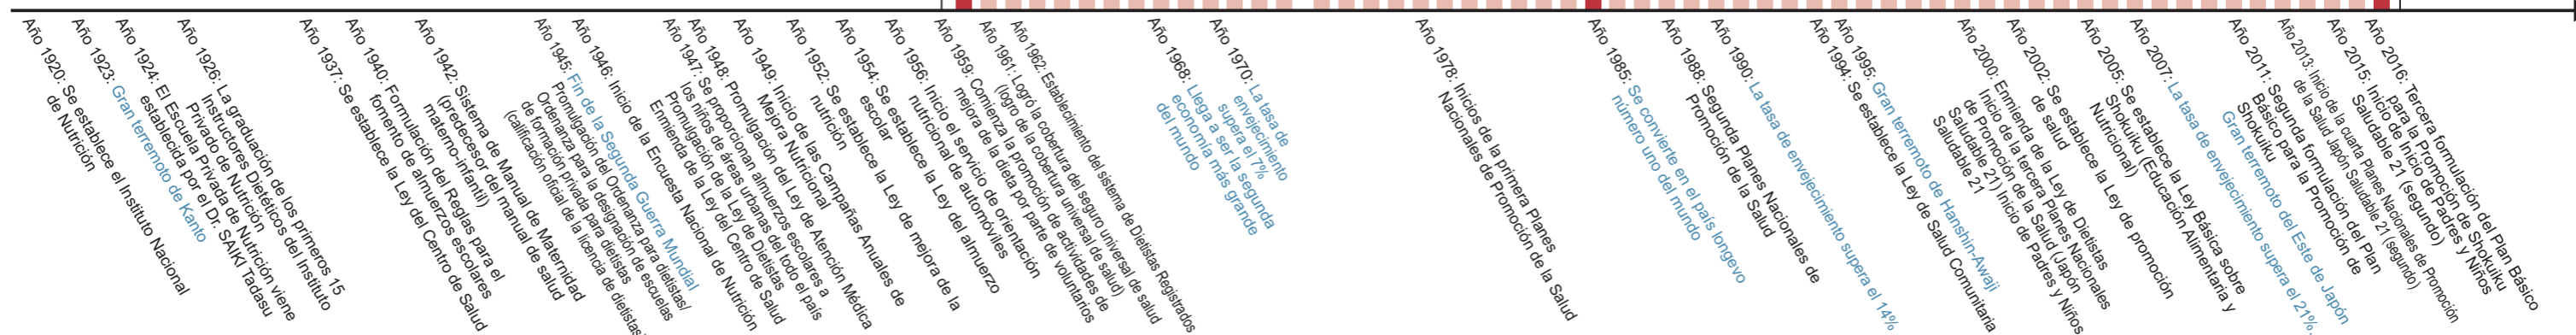 Año 1920: Se establece el Instituto Nacional
de Nutrición
Año 1923: Gran terremoto de Kanto
Año 1924: El Escuela Privada de Nutrición viene
establecida por el Dr. SAIKI Tadasu
Año 1926: La graduación de los primeros 15
Instructores Dietéticos del Instituto
Privado de Nutrición
Año 1937: Se establece la Ley del Centro de Salud
Año 1940: Formulación del Reglas para el
fomento de almuerzos escolares
Año 1942: Sistema de Manual de Maternidad
(predecesor del manual de salud
materno-infantil)
Año 1945: Fin de la Segunda Guerra Mundial
Promulgación del Ordenanza para dietistas/
Ordenanza para la designación de escuelas
de formación privada para dietistas
(calificación oficial de la licencia de dietistas)
Año 1946: Inicio de la Encuesta Nacional de Nutrición
Año 1947: Se proporcionan almuerzos escolares a
los niños de áreas urbanas del todo el país
Promulgación de la Ley de Dietistas
Enmienda de la Ley del Centro de Salud
Año 1948: Promulgación del Ley de Atención Médica
Año 1949: Inicio de las Campañas Anuales de
Mejora Nutricional
Año 1952: Se establece la Ley de mejora de la
nutrición
Año 1954: Se establece la Ley del almuerzo
escolar
Año 1956: Inicio el servicio de orientación
nutricional de automóviles
Año 1959: Comienza la promoción de actividades de
mejora de la dieta por parte de voluntarios
Año 1961: Logró la cobertura del seguro universal de salud
(logro de la cobertura universal de salud)
Año 1962: Establecimiento del sistema de Dietistas Registrados
Año 1968: Llega a ser la segunda
economía más grande
del mundo
Año 1970: La tasa de
envejecimiento
supera el 7%
Año 1978: Inicios de la primera Planes
Nacionales de Promoción de la Salud
Año 1985: Se convierte en el país longevo
número uno del mundo
Año 1988: Segunda Planes Nacionales de
Promoción de la Salud
Año 1990: La tasa de envejecimiento supera el 14%
Año 1994: Se establece la Ley de Salud Comunitaria
Año 1995: Gran terremoto de Hanshin-Awaji
Año 2000: Enmienda de la Ley de Dietistas
Inicio de la tercera Planes Nacionales
de Promoción de la Salud (Japón
Saludable 21) Inicio de Padres y Niños
Saludable 21
Año 2002: Se establece la Ley de promoción
de salud
Año 2005: Se establece la Ley Básica sobre
Shokuiku (Educación Alimentaria y
Nutricional)
Año 2007: La tasa de envejecimiento supera el 21%.
Gran terremoto del Este de Japón
Año 2011: Segunda formulación del Plan
Básico para la Promoción de
Shokuiku
Año 2013: Inicio de la cuarta Planes Nacionales de Promoción
de la Salud Japón Saludable 21 (segundo)
Año 2015: Inicio de Padres y Niños
Saludable 21 (segundo)
Año 2016: Tercera formulación del Plan Básico
para la Promoción de Shokuiku